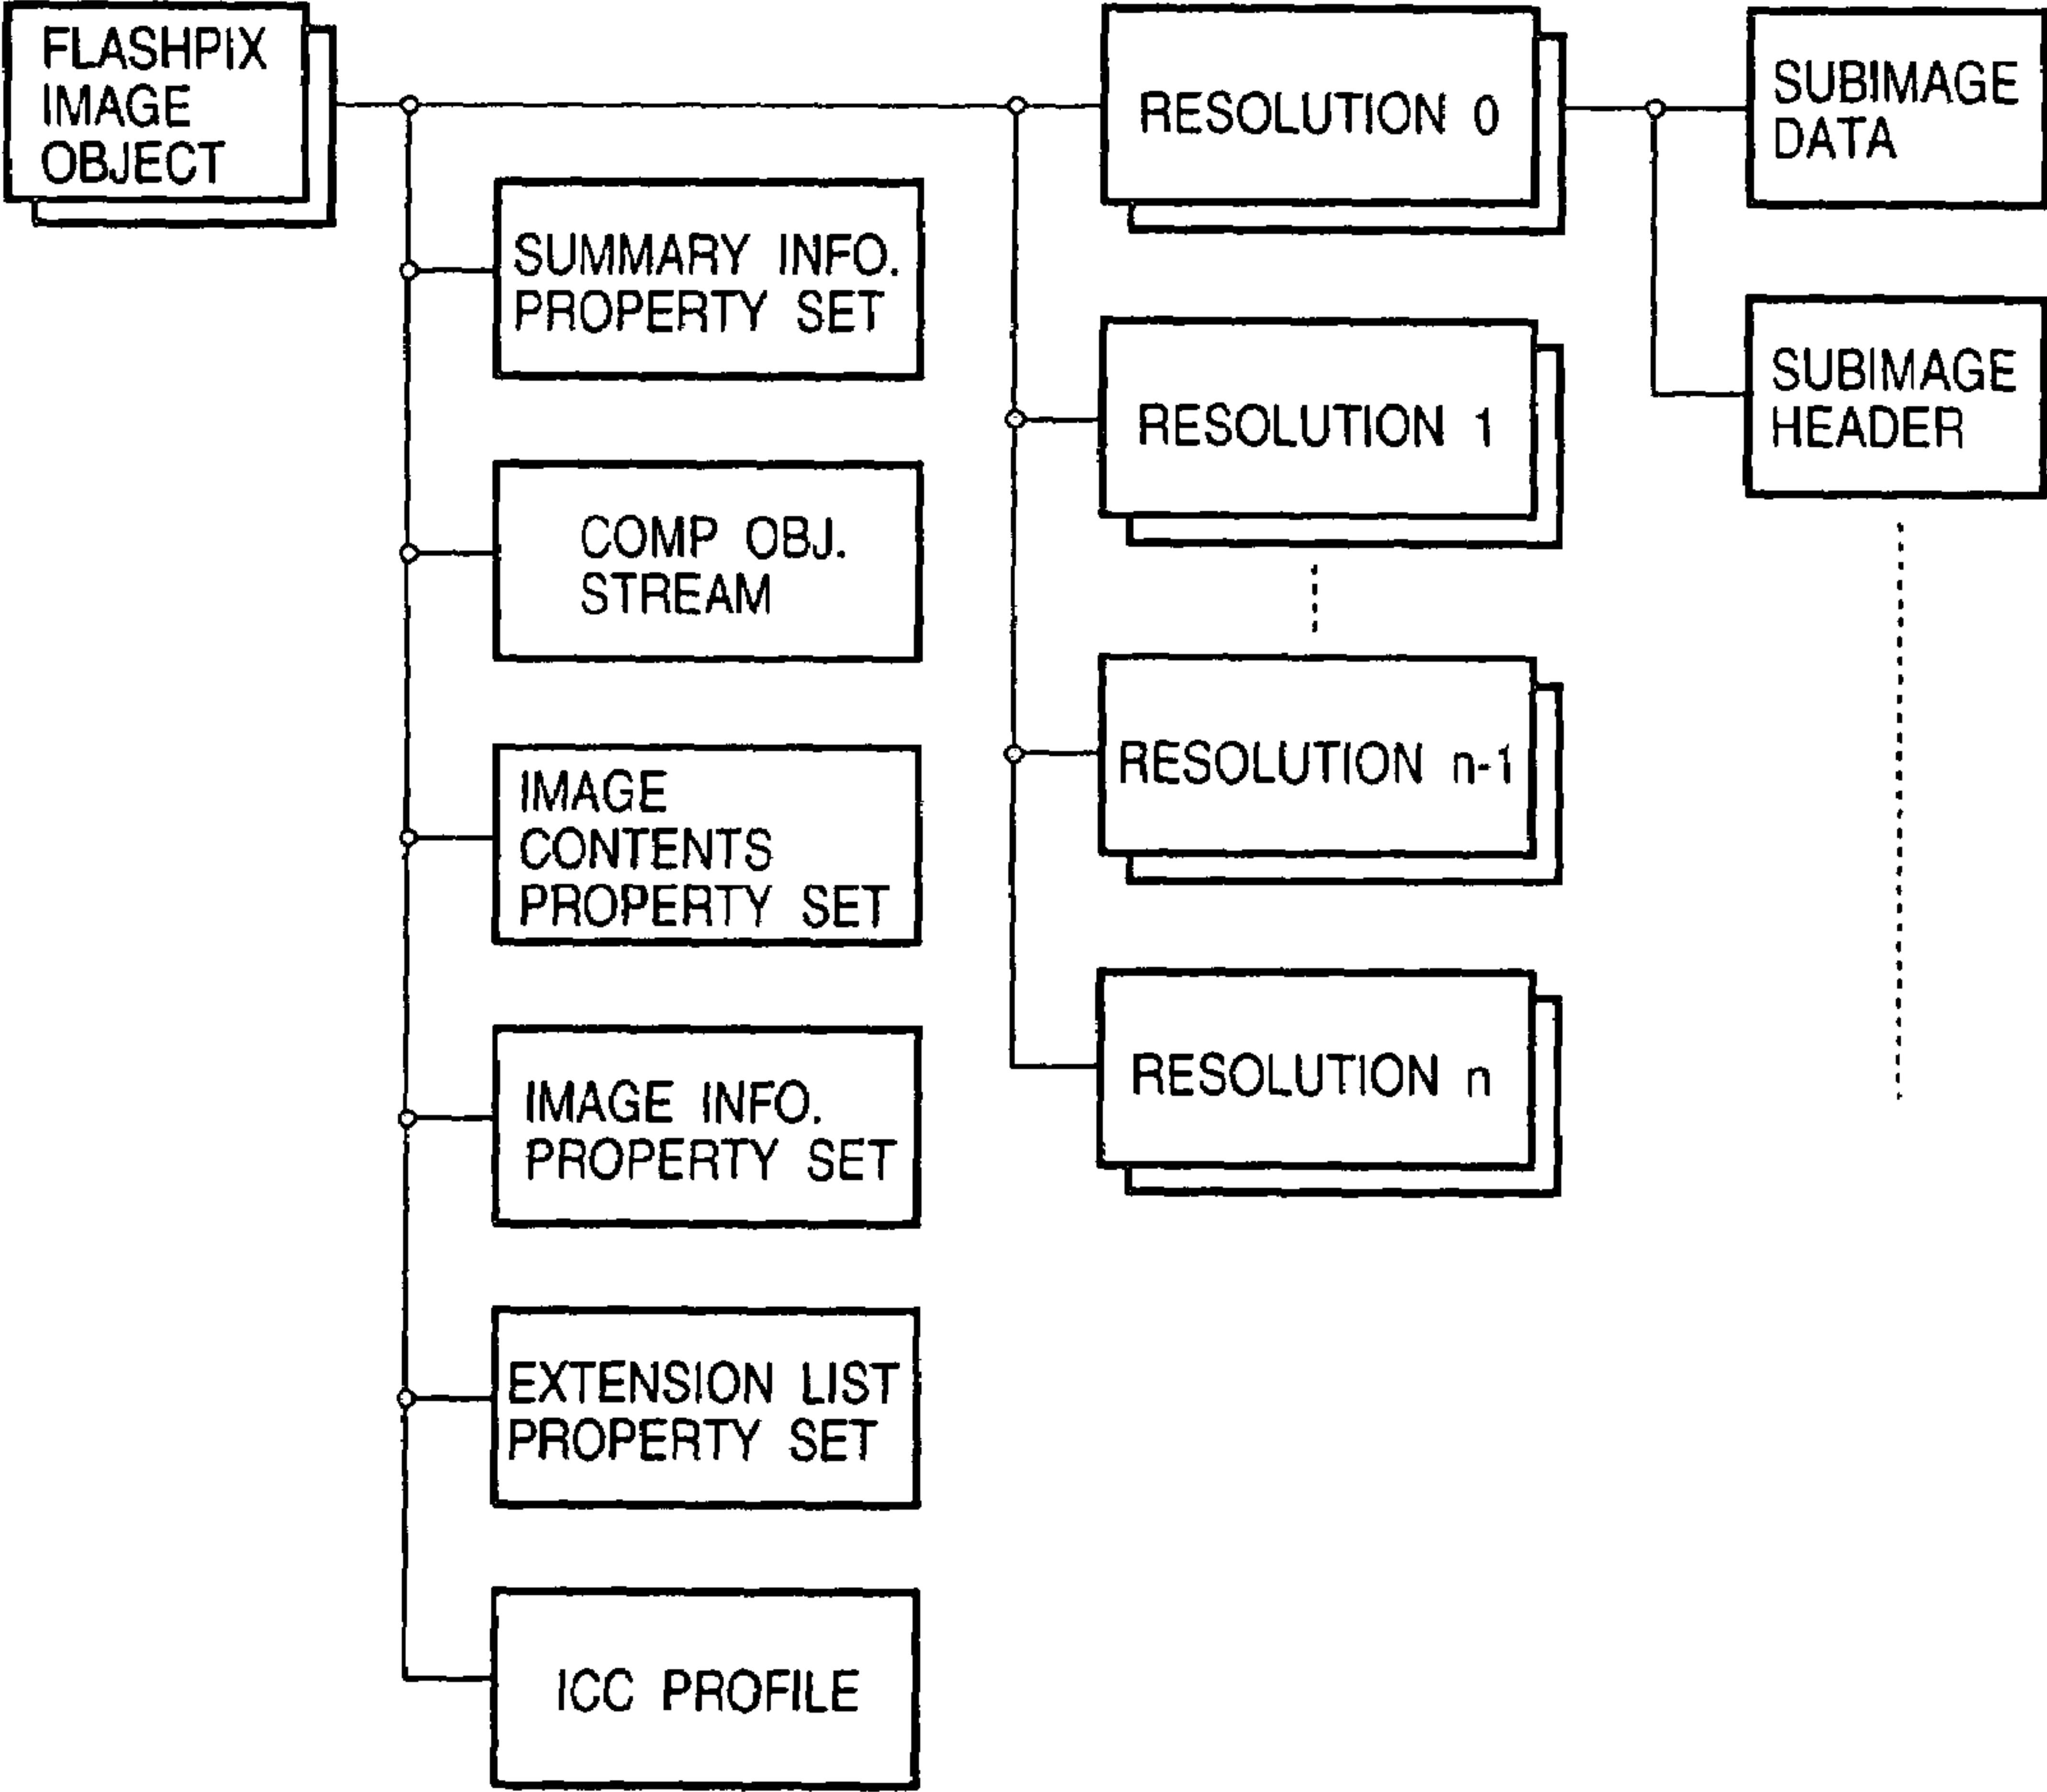 FLASHPIX
IMAGE
OBJECT
SUMMARY INFO.
PROPERTY SET
COMP OBJ.
STREAM
IMAGE
CONTENTS
PROPERTY SET
IMAGE INFO.
PROPERTY SET
EXTENSION LIST
PROPERTY SET
ICC PROFILE
RESOLUTION 0
RESOLUTION 1
RESOLUTION n-1
RESOLUTION n
SUBIMAGE
DATA
SUBIMAGE
HEADER